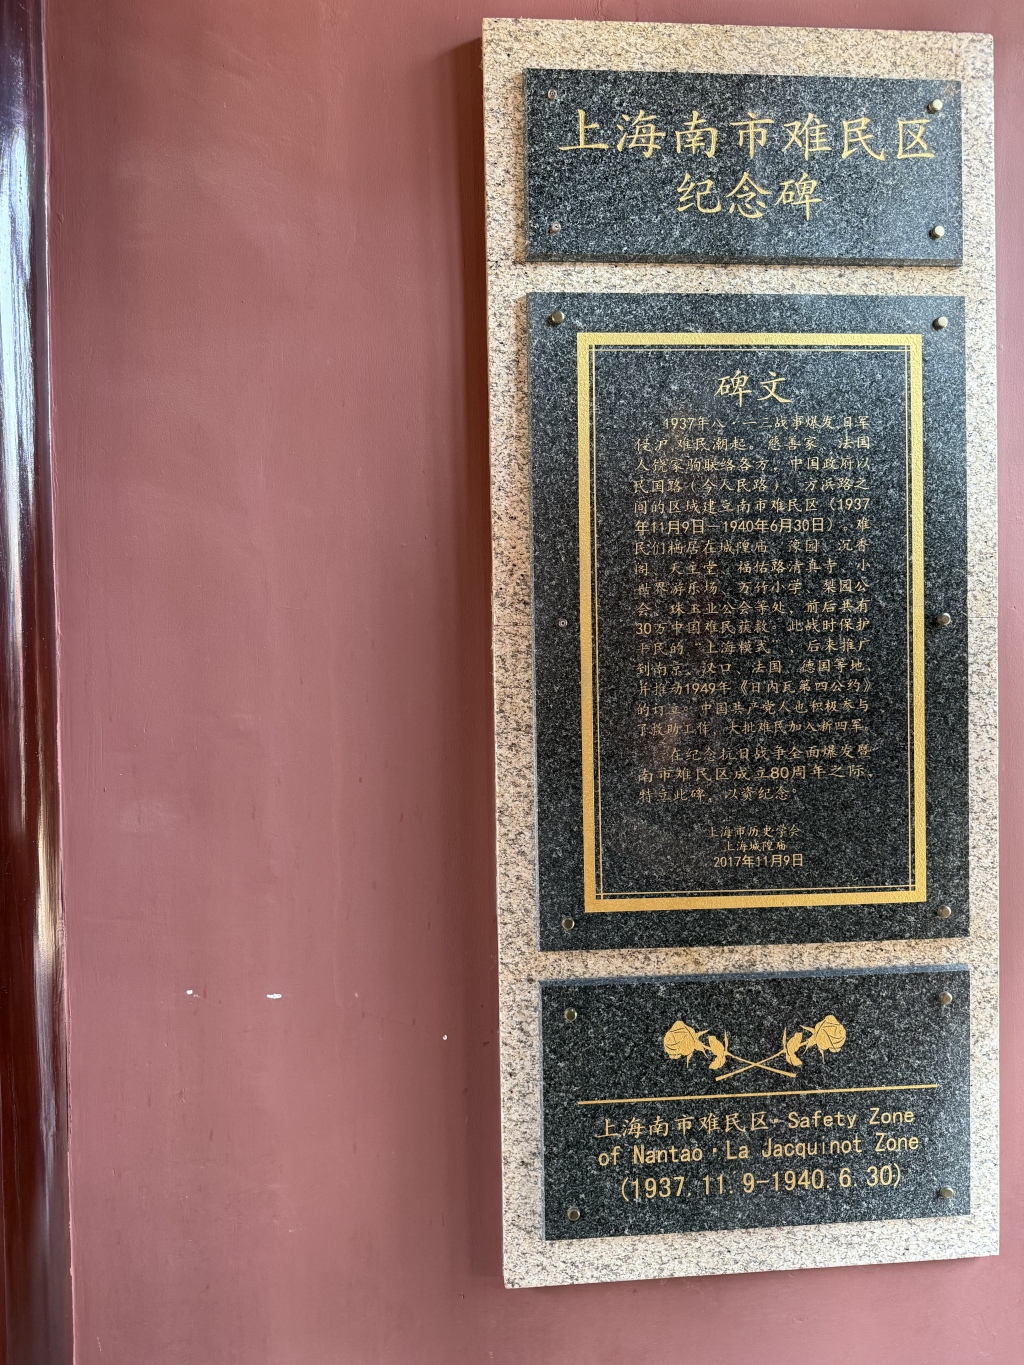 上海南市难民区
纪念碑
碑文
1937年八·一三战事爆发,日军
侵沪,难民潮起。慈善家、法国
人饶家驹联络各方,中国政府以
民国路(今人民路)、方浜路之
间的区域建立南市难民区(1937
年11月9日-1940年6月30日),难
民们栖居在城隍庙、豫园、沉香
阁、天主堂、福佑路清真寺、小
世界游乐场、万竹小学、梨园公
会、珠玉业公会等处,前后共有
30万中国难民获救。此战时保护
平民的“上海模式”,后来推广
到南京、汉口、法国、德国等地,
并推动1949年《日内瓦第四公约》
的订立。中国共产党人也积极参与
了救助工作,大批难民加入新四军。
在纪念抗日战争全面爆发暨
南市难民区成立80周年之际,
特立此碑,以资纪念。
上海市历史学会
上海城隍庙
2017年11月9日
上海南市难民区-Safety Zone
of Nantao·La Jacquinot Zone
(1937.11.9-1940.6.30)